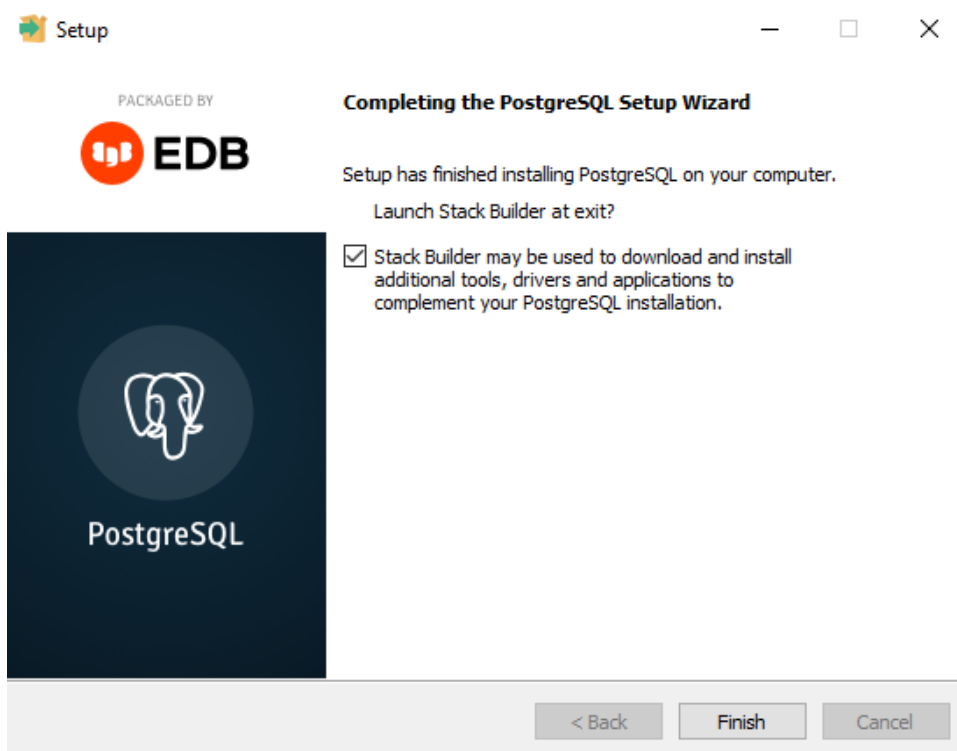 Setup
PACKAGED BY
EDB
PostgreSQL
Completing the PostgreSQL Setup Wizard
Setup has finished installing PostgreSQL on your computer.
Launch Stack Builder at exit?
Stack Builder may be used to download and install
additional tools, drivers and applications to
complement your PostgreSQL installation.
< Back
Finish
Cancel